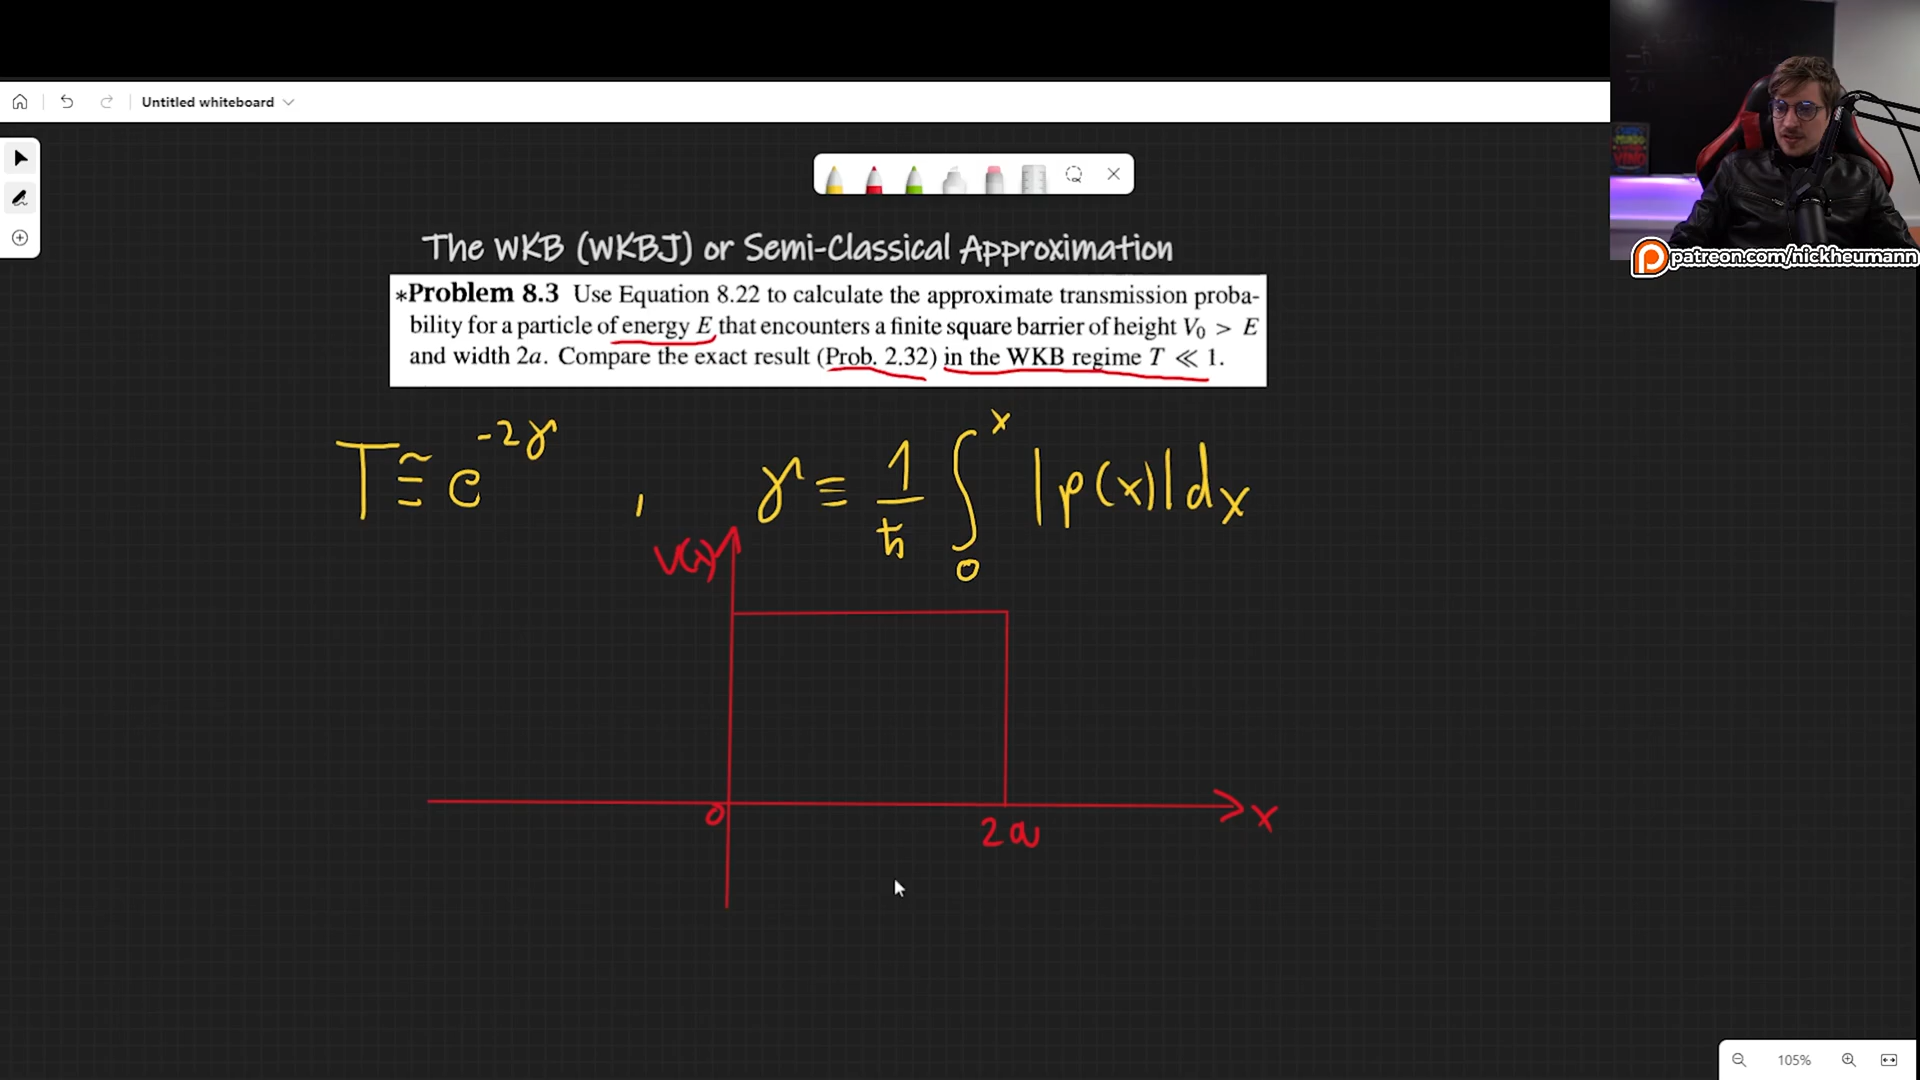 Untitled whiteboard
patreon.com/nickheumann
The WKB (WKBJ) or Semi-Classical Approximation
*Problem 8.3 Use Equation 8.22 to calculate the approximate transmission proba-
bility for a particle of energy E that encounters a finite square barrier of height V₀ > E
and width 2a. Compare the exact result (Prob. 2.32) in the WKB regime T ≪ 1.
T ≅ e^{-2γ} , γ ≡ 1/ħ ∫₀ˣ |p(x)| dx
V(x)
0
2a
x
105%